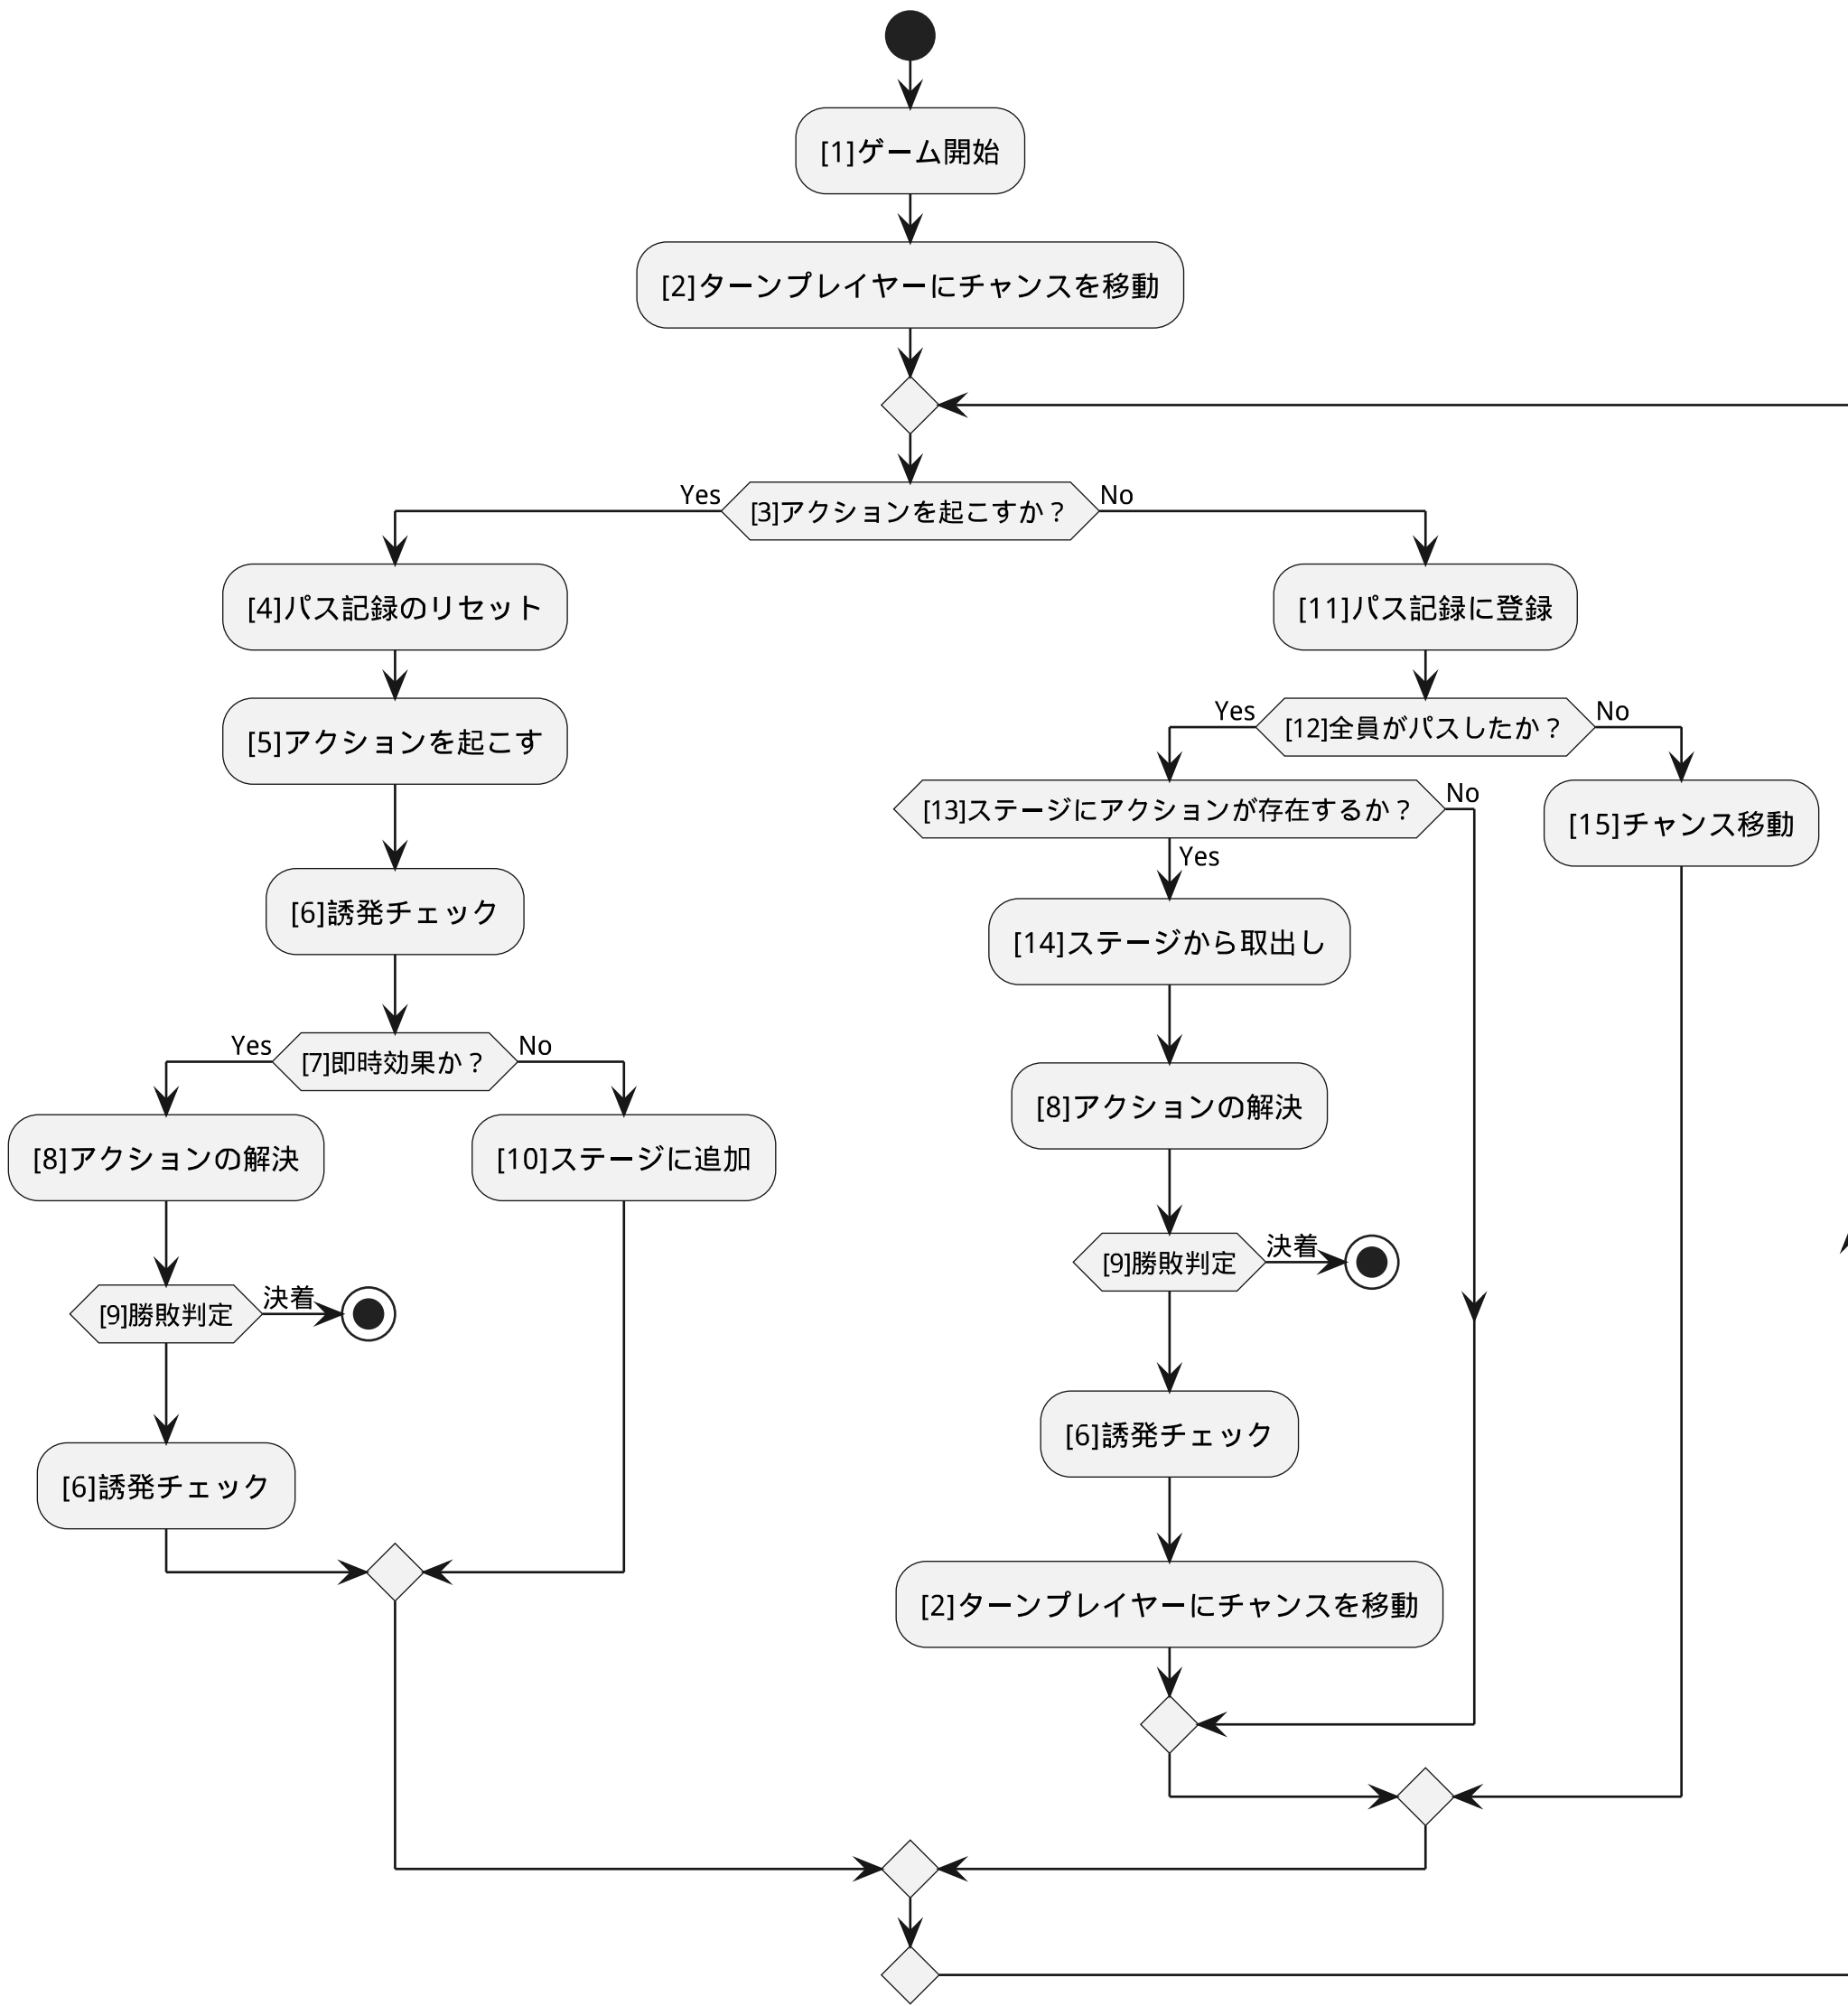 [1]ゲーム開始
[2]ターンプレイヤーにチャンスを移動
Yes
[3]アクションを起こすか？
No
[4]パス記録のリセット
[5]アクションを起こす
[6]誘発チェック
Yes
[7]即時効果か？
No
[8]アクションの解決
[9]勝敗判定
決着
[6]誘発チェック
[10]ステージに追加
[11]パス記録に登録
Yes
[12]全員がパスしたか？
No
[13]ステージにアクションが存在するか？
No
Yes
[14]ステージから取出し
[8]アクションの解決
[9]勝敗判定
決着
[6]誘発チェック
[2]ターンプレイヤーにチャンスを移動
[15]チャンス移動